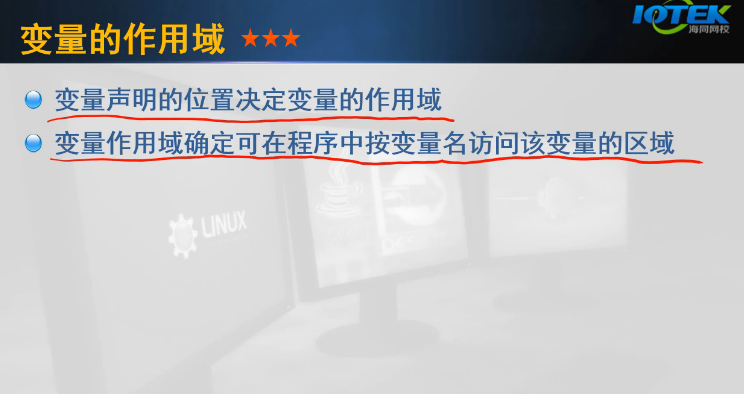 变量的作用域 ★★★
IOTEK
海同网校
变量声明的位置决定变量的作用域
变量作用域确定可在程序中按变量名访问该变量的区域
LINUX